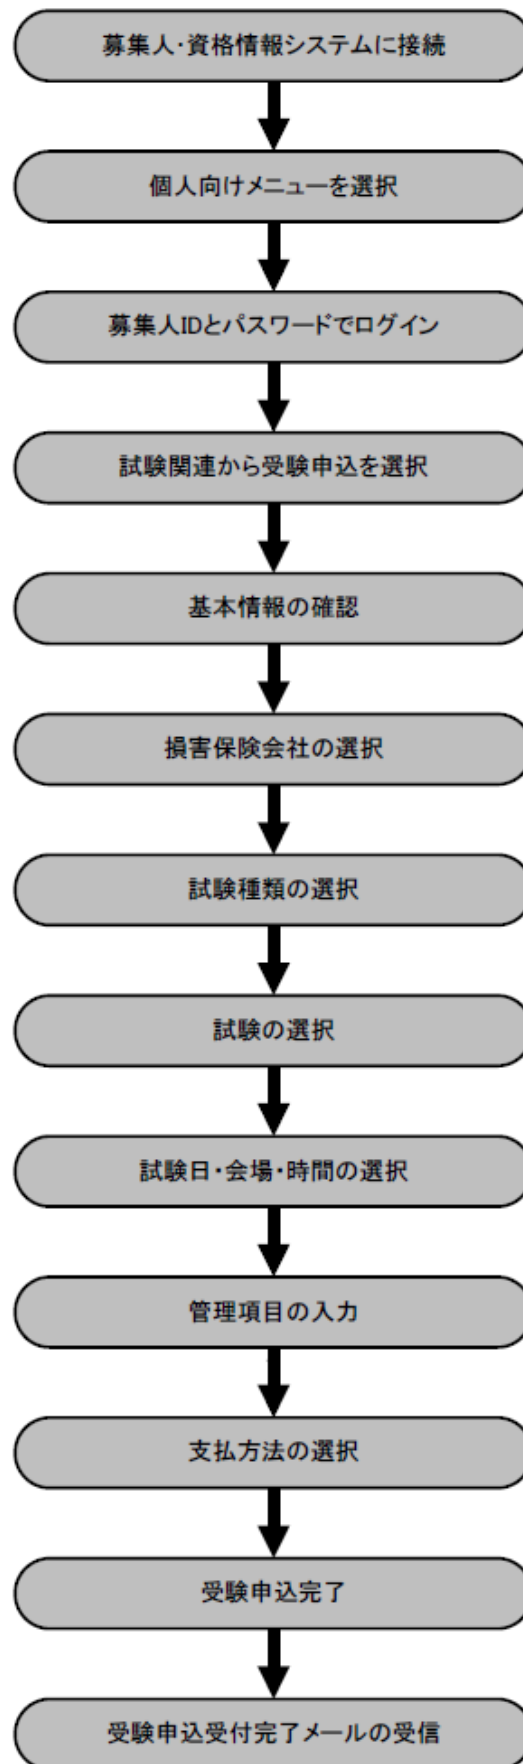 募集人・資格情報システムに接続
個人向けメニューを選択
募集人IDとパスワードでログイン
試験関連から受験申込を選択
基本情報の確認
損害保険会社の選択
試験種類の選択
試験の選択
試験日・会場・時間の選択
管理項目の入力
支払方法の選択
受験申込完了
受験申込受付完了メールの受信